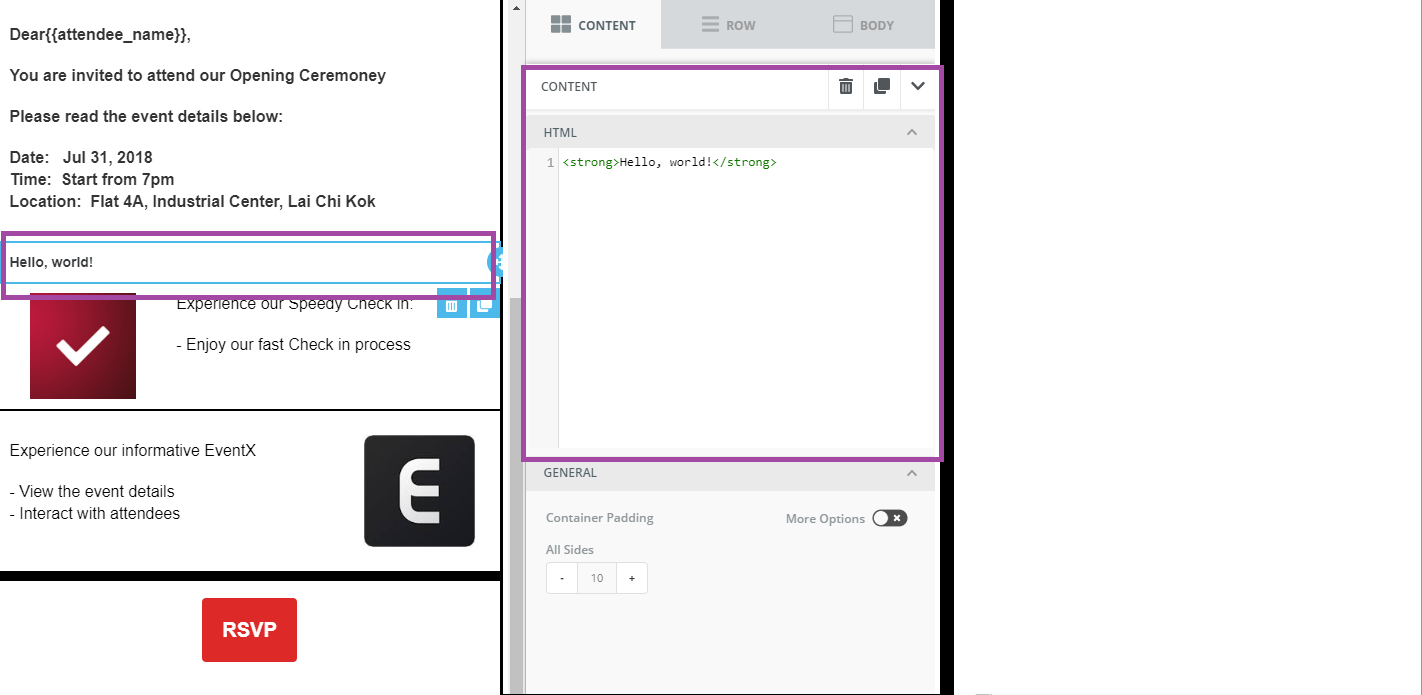 Dear{{attendee_name}},
You are invited to attend our Opening Ceremoney
Please read the event details below:
Date: Jul 31, 2018
Time: Start from 7pm
Location: Flat 4A, Industrial Center, Lai Chi Kok
Hello, world!
Experience our Speedy Check in:
- Enjoy our fast Check in process
Experience our informative EventX
- View the event details
- Interact with attendees
E
RSVP
CONTENT
ROW
BODY
CONTENT
HTML
1 <strong>Hello, world!</strong>
GENERAL
Container Padding
More Options
All Sides
- 10 +